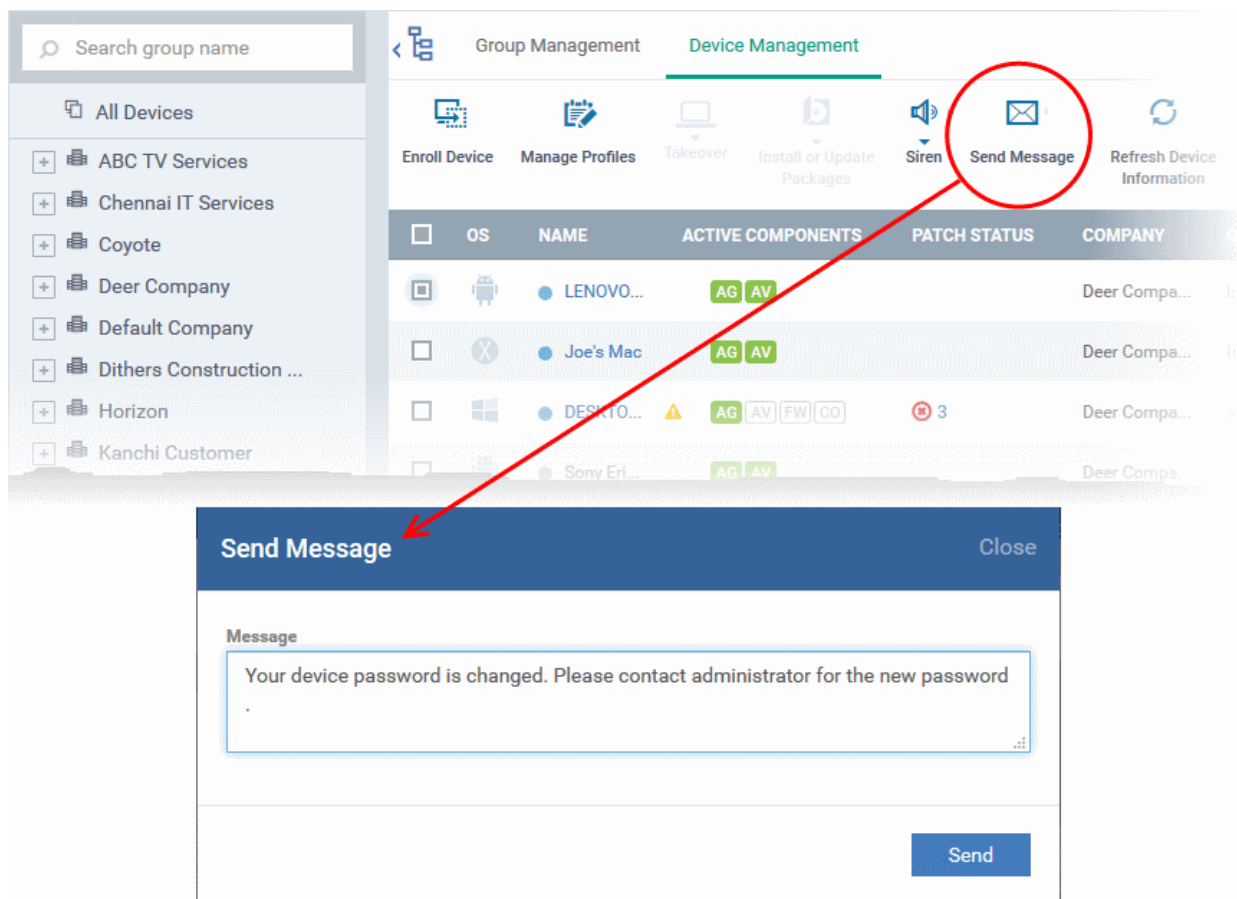 Search group name
Group Management Device Management
All Devices
ABC TV Services
Chennai IT Services
Coyote
Deer Company
Default Company
Dithers Construction ...
Horizon
Kanchi Customer
Enroll Device Manage Profiles Takeover Install or Update Siren Send Message Refresh Device
Packages Information
OS NAME ACTIVE COMPONENTS PATCH STATUS COMPANY
LENOVO... AG AV Deer Compa...
Joe's Mac AG AV Deer Compa...
DESKTO... AG AV FW CO 3 Deer Compa...
Sony Eri... AG AV Deer Compa...
Send Message Close
Message
Your device password is changed. Please contact administrator for the new password
.
Send